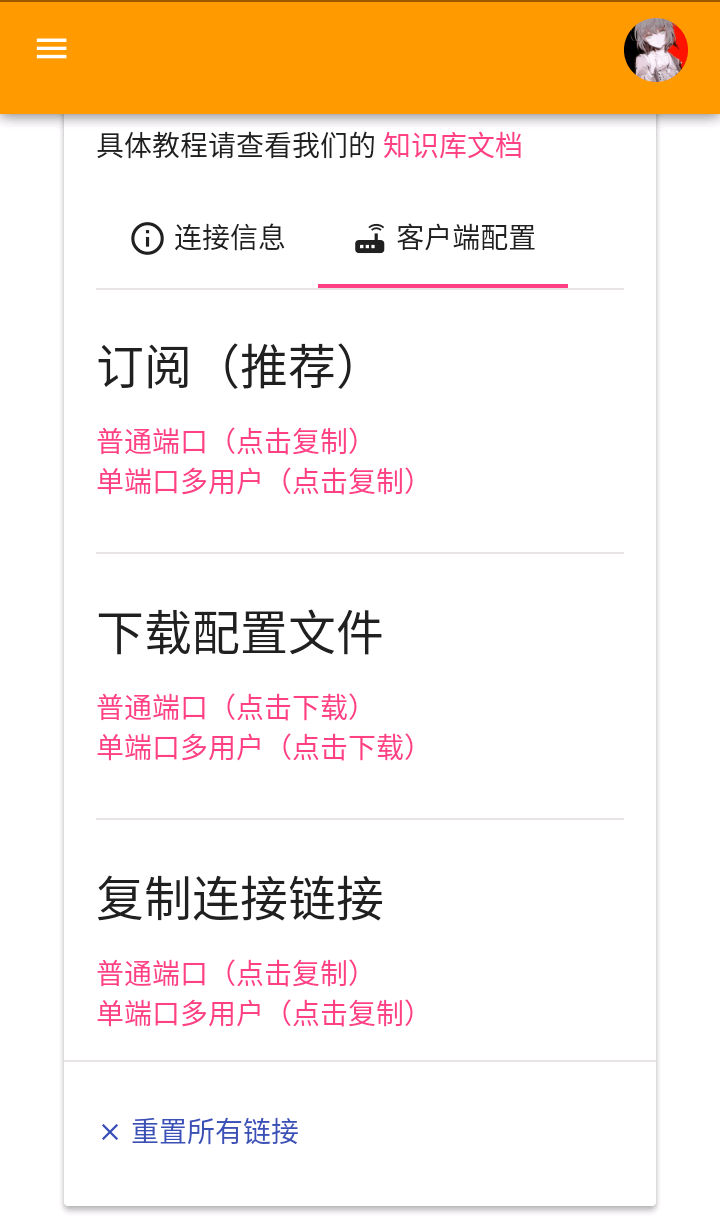 具体教程请查看我们的 知识库文档
连接信息 客户端配置
订阅（推荐）
普通端口（点击复制）
单端口多用户（点击复制）
下载配置文件
普通端口（点击下载）
单端口多用户（点击下载）
复制连接链接
普通端口（点击复制）
单端口多用户（点击复制）
重置所有链接